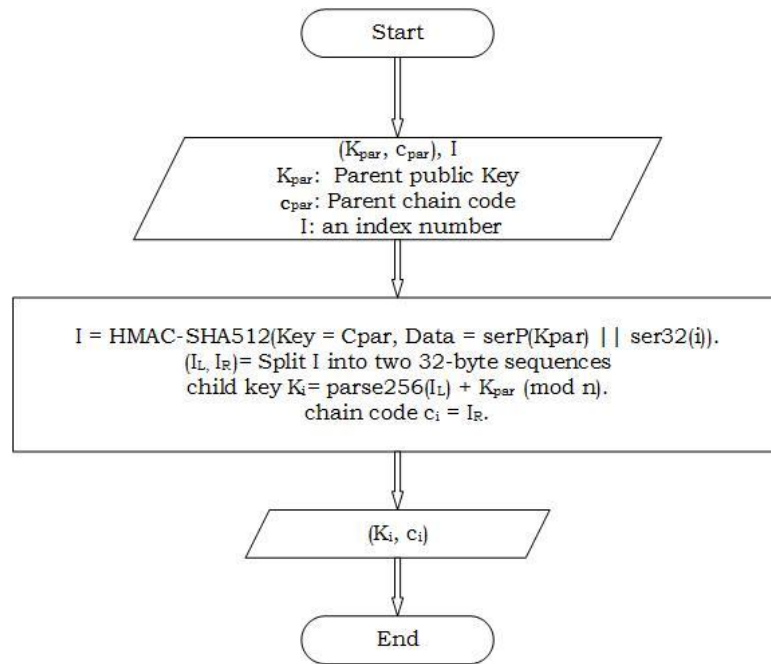 Start
(Kpar, cpar), I
Kpar: Parent public Key
cpar: Parent chain code
I: an index number
I = HMAC-SHA512(Key = Cpar, Data = serP(Kpar) || ser32(i)).
(IL, IR)= Split I into two 32-byte sequences
child key Ki= parse256(IL) + Kpar (mod n).
chain code ci = IR.
(Ki, ci)
End